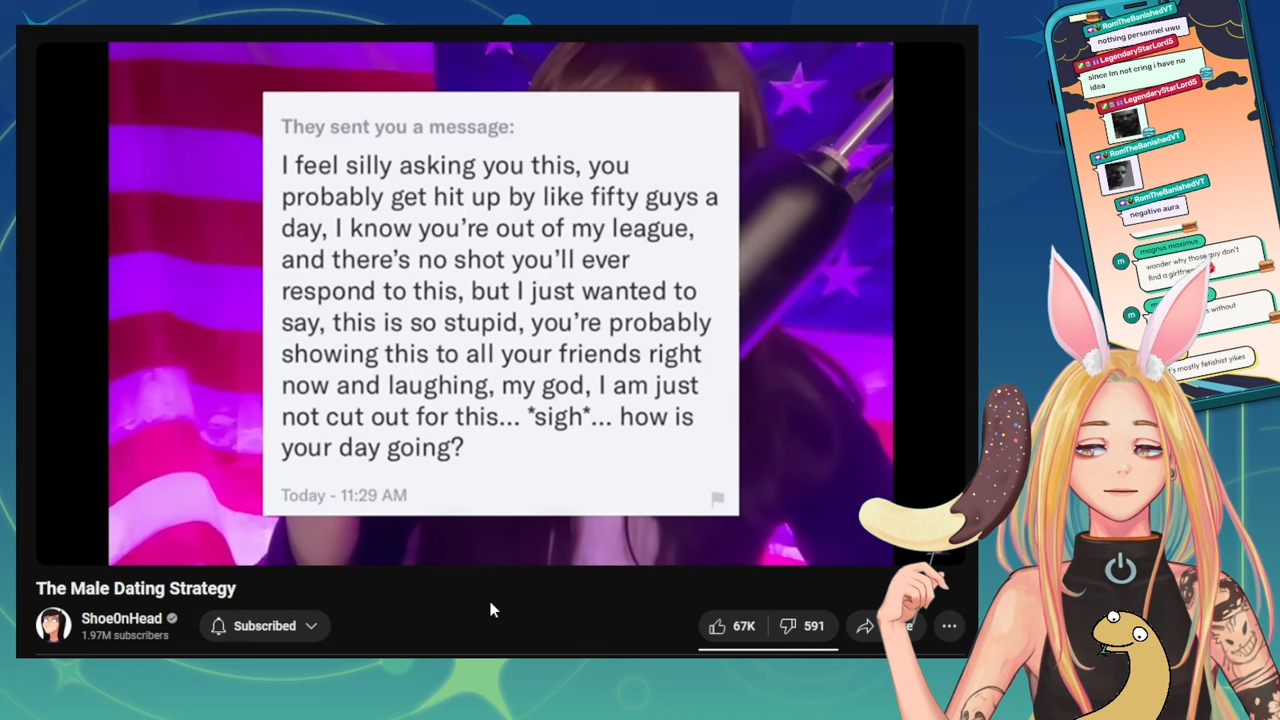 They sent you a message:
I feel silly asking you this, you
probably get hit up by like fifty guys a
day, I know you're out of my league,
and there's no shot you'll ever
respond to this, but I just wanted to
say, this is so stupid, you're probably
showing this to all your friends right
now and laughing, my god, I am just
not cut out for this... *sigh*... how is
your day going?
Today - 11:29 AM
The Male Dating Strategy
ShoeOnHead
1.97M subscribers
Subscribed
67K
591
RomTheBanishedVT
nothing personnel uwu
LegendaryStarLord5
since Im not cring i have no
idea
LegendaryStarLord5
RomTheBanishedVT
RomTheBanishedVT
negative aura
m
magnus maximus
wonder why those guy don't
find a girlfrie
m
without
t's mostly fetishist yikes